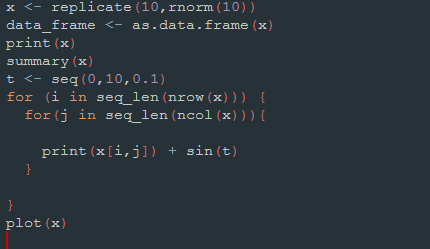 x <- replicate(10,rnorm(10))
data_frame <- as.data.frame(x)
print(x)
summary(x)
t <- seq(0,10,0.1)
for (i in seq_len(nrow(x))) {
  for(j in seq_len(ncol(x))){
    print(x[i,j]) + sin(t)
  }
}
plot(x)